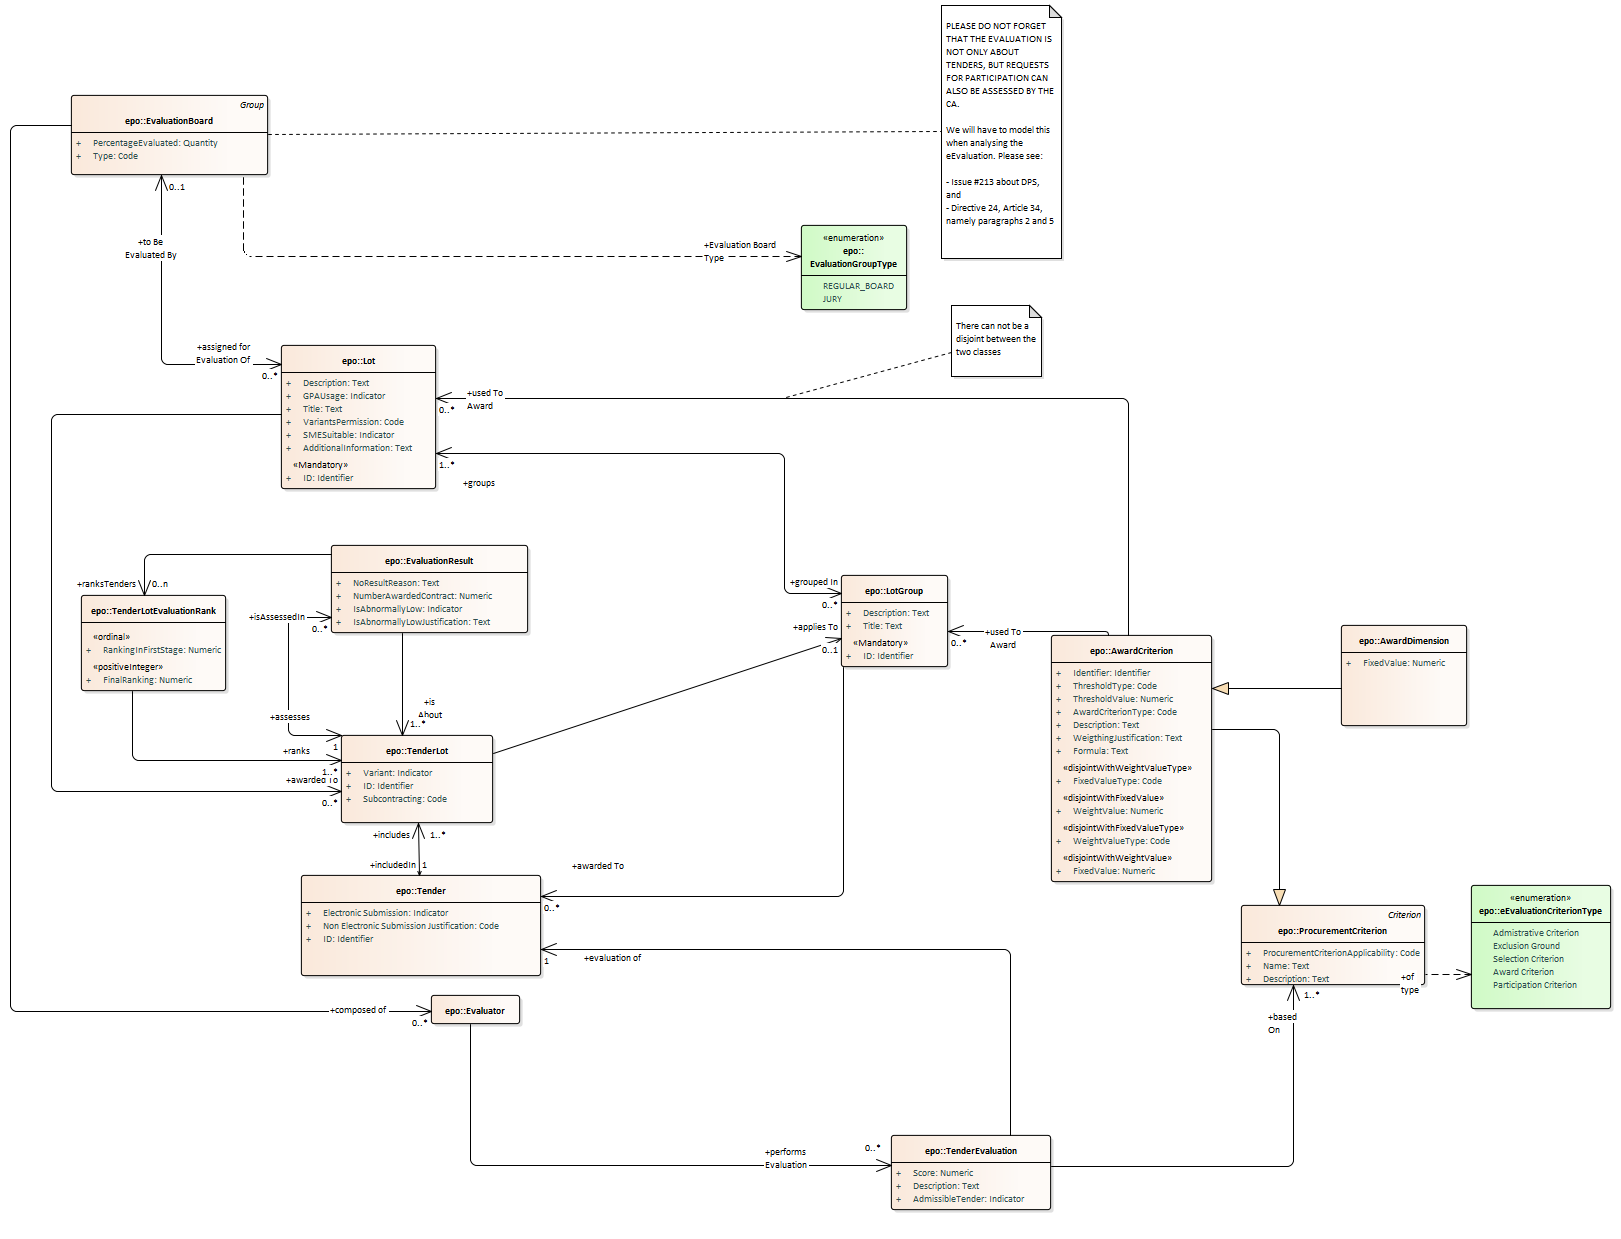 PLEASE DO NOT FORGET
THAT THE EVALUATION IS
NOT ONLY ABOUT
TENDERS, BUT REQUESTS
FOR PARTICIPATION CAN
ALSO BE ASSESSED BY THE
CA.
We will have to model this
when analysing the
eEvaluation. Please see:
- Issue #213 about DPS,
and
- Directive 24, Article 34,
namely paragraphs 2 and 5
Group
epo::EvaluationBoard
+ PercentageEvaluated: Quantity
+ Type: Code
0..1
+to Be
Evaluated By
+Evaluation Board
Type
«enumeration»
epo::
EvaluationGroupType
REGULAR_BOARD
JURY
There can not be a
disjoint between the
two classes
+assigned for
Evaluation Of
0..*
epo::Lot
+ Description: Text
+ GPAUsage: Indicator
+ Title: Text
+ VariantsPermission: Code
+ SMESuitable: Indicator
+ AdditionalInformation: Text
«Mandatory»
+ ID: Identifier
+used To
Award
0..*
1..*
+groups
epo::EvaluationResult
+ NoResultReason: Text
+ NumberAwardedContract: Numeric
+ IsAbnormallyLow: Indicator
+ IsAbnormallyLowJustification: Text
+ranksTenders
0..n
epo::TenderLotEvaluationRank
«ordinal»
+ RankingInFirstStage: Numeric
«positiveInteger»
+ FinalRanking: Numeric
+isAssessedIn
0..*
+grouped In
0..*
epo::LotGroup
+ Description: Text
+ Title: Text
«Mandatory»
+ ID: Identifier
+applies To
0..1
+used To
Award
0..*
epo::AwardCriterion
+ Identifier: Identifier
+ ThresholdType: Code
+ ThresholdValue: Numeric
+ AwardCriterionType: Code
+ Description: Text
+ WeigthingJustification: Text
+ Formula: Text
«disjointWithWeightValueType»
+ FixedValueType: Code
«disjointWithFixedValue»
+ WeightValue: Numeric
«disjointWithFixedValueType»
+ WeightValueType: Code
«disjointWithWeightValue»
+ FixedValue: Numeric
epo::AwardDimension
+ FixedValue: Numeric
+is
About
1..*
+assesses
1
+ranks
1..*
+awarded To
0..*
epo::TenderLot
+ Variant: Indicator
+ ID: Identifier
+ Subcontracting: Code
+includes
1..*
+includedIn
1
epo::Tender
+ Electronic Submission: Indicator
+ Non Electronic Submission Justification: Code
+ ID: Identifier
+awarded To
0..*
+evaluation of
1
Criterion
epo::ProcurementCriterion
+ ProcurementCriterionApplicability: Code
+ Name: Text
+ Description: Text
+of
type
«enumeration»
epo::eEvaluationCriterionType
Admistrative Criterion
Exclusion Ground
Selection Criterion
Award Criterion
Participation Criterion
+composed of
0..*
epo::Evaluator
1..*
+based
On
+performs
Evaluation
0..*
epo::TenderEvaluation
+ Score: Numeric
+ Description: Text
+ AdmissibleTender: Indicator